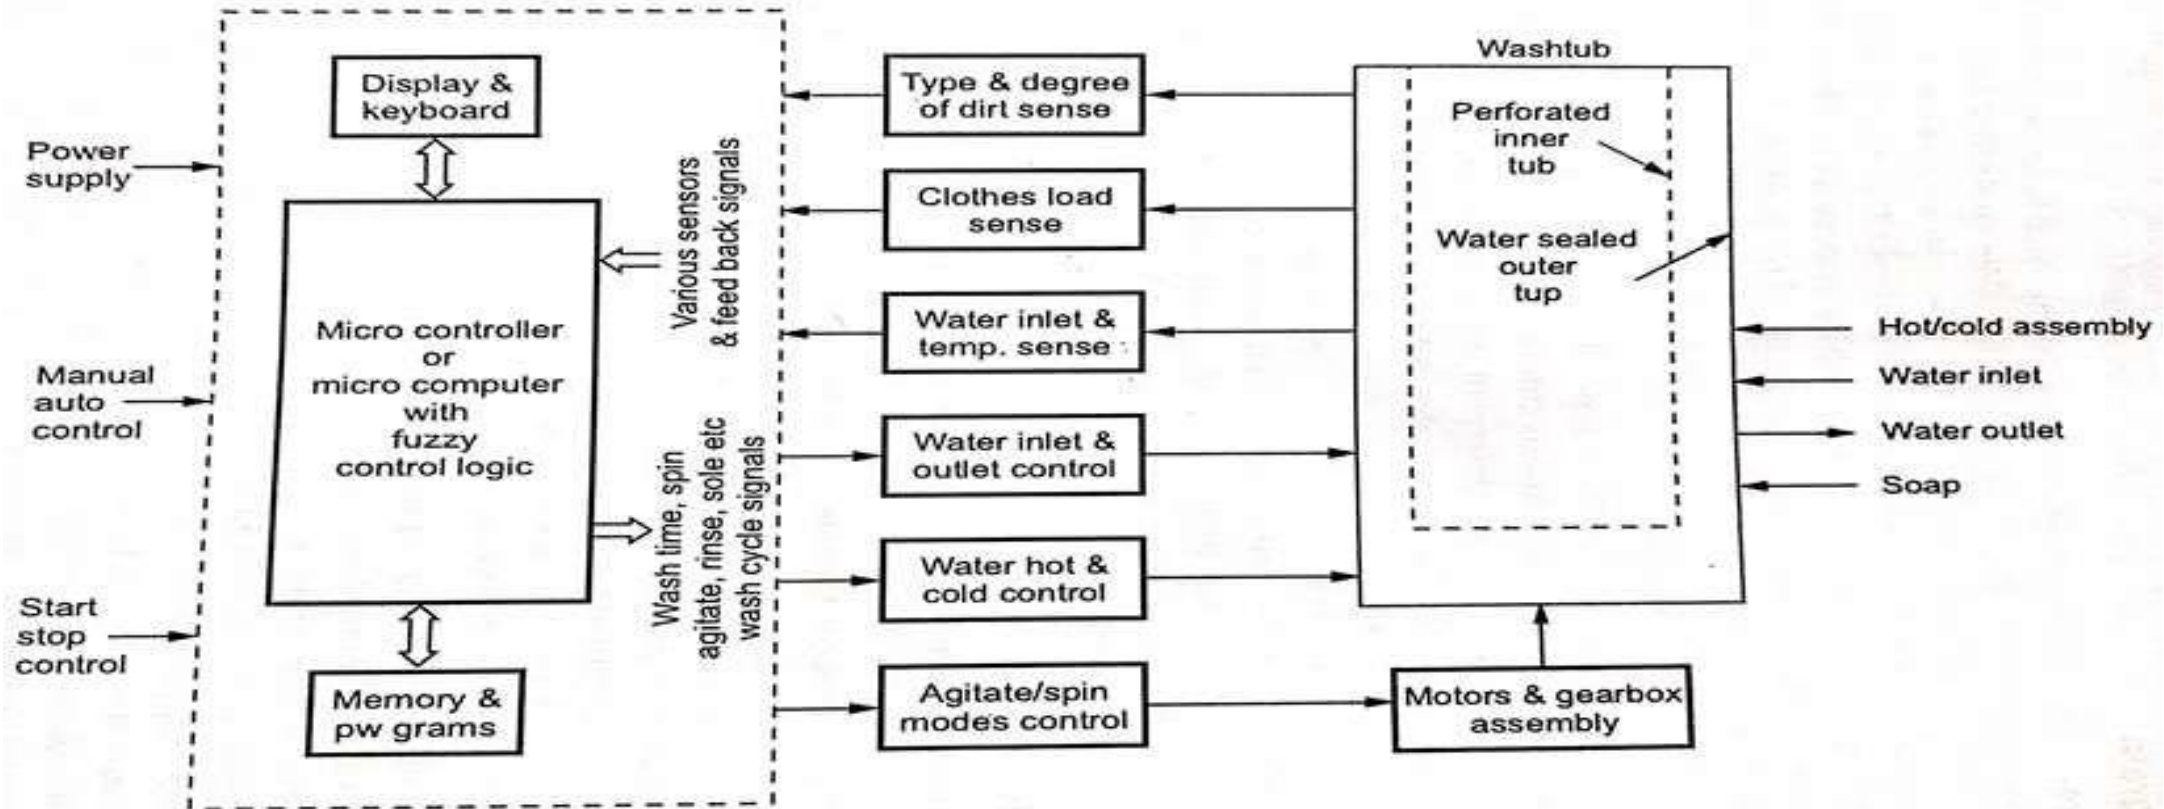 Display &
keyboard
Power
supply
Micro controller
or
micro computer
with
fuzzy
control logic
Manual
auto
control
Start
stop
control
Memory &
pw grams
Various sensors
& feed back signals
Wash time, spin
agitate, rinse, sole etc
wash cycle signals
Type & degree
of dirt sense
Clothes load
sense
Water inlet &
temp. sense
Water inlet &
outlet control
Water hot &
cold control
Agitate/spin
modes control
Washtub
Perforated
inner
tub
Water sealed
outer
tup
Hot/cold assembly
Water inlet
Water outlet
Soap
Motors & gearbox
assembly